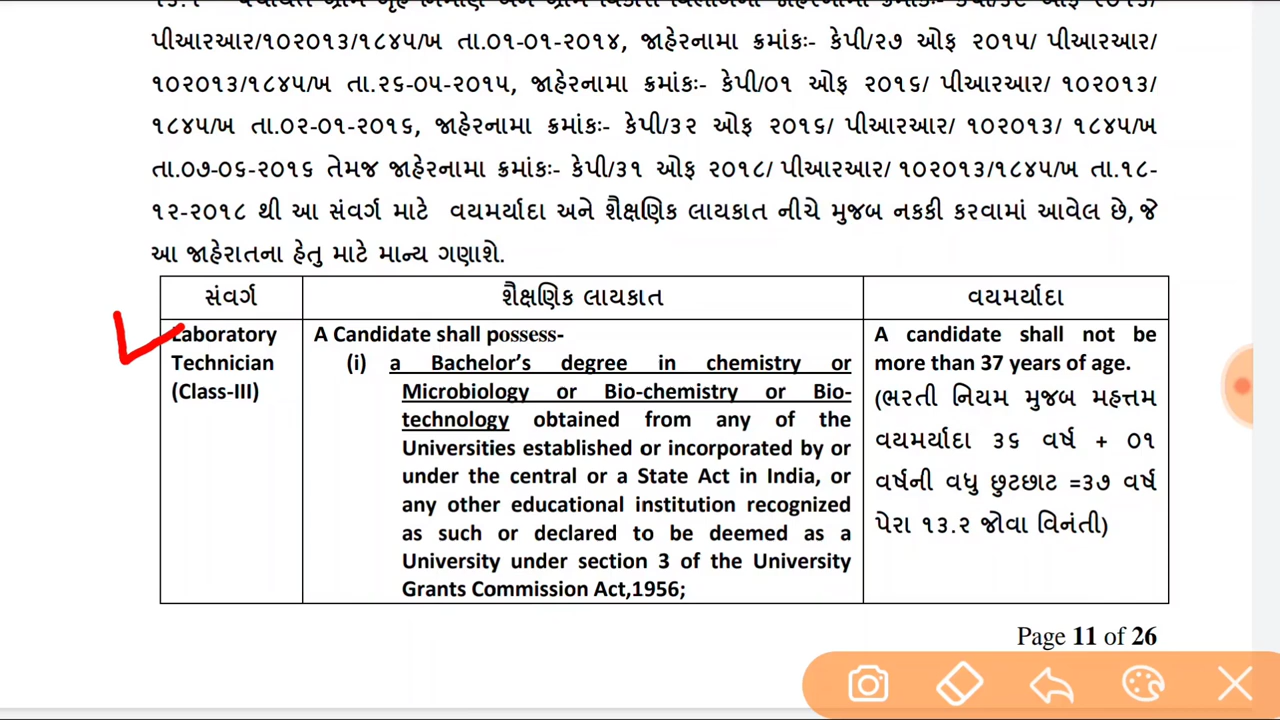 પીઆરઆર/૧૦૨૦૧૩/૧૮૪૫/ખ તા.૦૧-૦૧-૨૦૧૪, જાહેરનામા ક્રમાંકઃ- કેપી/૨૭ ઓફ ૨૦૧૫/ પીઆરઆર/
૧૦૨૦૧૩/૧૮૪૫/ખ તા.૨૬-૦૫-૨૦૧૫, જાહેરનામા ક્રમાંકઃ- કેપી/૦૧ ઓફ ૨૦૧૬/ પીઆરઆર/ ૧૦૨૦૧૩/
૧૮૪૫/ખ તા.૦૨-૦૧-૨૦૧૬, જાહેરનામા ક્રમાંકઃ- કેપી/૩૨ ઓફ ૨૦૧૬/ પીઆરઆર/ ૧૦૨૦૧૩/ ૧૮૪૫/ખ
તા.૦૭-૦૬-૨૦૧૬ તેમજ જાહેરનામા ક્રમાંકઃ- કેપી/૩૧ ઓફ ૨૦૧૮/ પીઆરઆર/ ૧૦૨૦૧૩/૧૮૪૫/ખ તા.૧૮-
૧૨-૨૦૧૮ થી આ સંવર્ગ માટે વયમર્યાદા અને શૈક્ષણિક લાયકાત નીચે મુજબ નકકી કરવામાં આવેલ છે, જે
આ જાહેરાતના હેતુ માટે માન્ય ગણાશે.
સંવર્ગ
શૈક્ષણિક લાયકાત
વયમર્યાદા
Laboratory
Technician
(Class-III)
A Candidate shall possess-
(i) a Bachelor’s degree in chemistry or
Microbiology or Bio-chemistry or Bio-
technology obtained from any of the
Universities established or incorporated by or
under the central or a State Act in India, or
any other educational institution recognized
as such or declared to be deemed as a
University under section 3 of the University
Grants Commission Act,1956;
A candidate shall not be
more than 37 years of age.
(ભરતી નિયમ મુજબ મહત્તમ
વયમર્યાદા ૩૬ વર્ષ + ૦૧
વર્ષની વધુ છુટછાટ =૩૭ વર્ષ
પેરા ૧૩.૨ જોવા વિનંતી)
Page 11 of 26